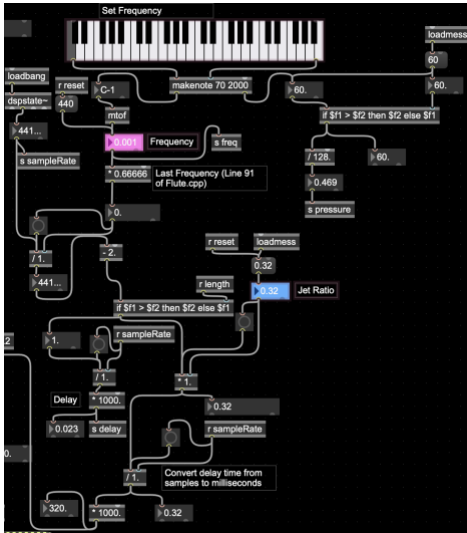 Set Frequency
loadmess
loadbang
r reset
C-1
makenote 70 2000
60
60.
60.
dspstate~
440
mtof
if $f1 > $f2 then $f2 else $f1
441...
0.001
Frequency
s freq
/ 128.
60.
s sampleRate
* 0.66666
Last Frequency (Line 91
of Flute.cpp)
0.469
s pressure
0.
r reset
loadmess
/ 1.
- 2.
0.32
441...
r length
0.32
Jet Ratio
if $f1 > $f2 then $f2 else $f1
1.
r sampleRate
/ 1.
* 1.
Delay
* 1000.
0.32
0.023
s delay
r sampleRate
0.
/ 1.
Convert delay time from
samples to milliseconds
320.
* 1000.
0.32